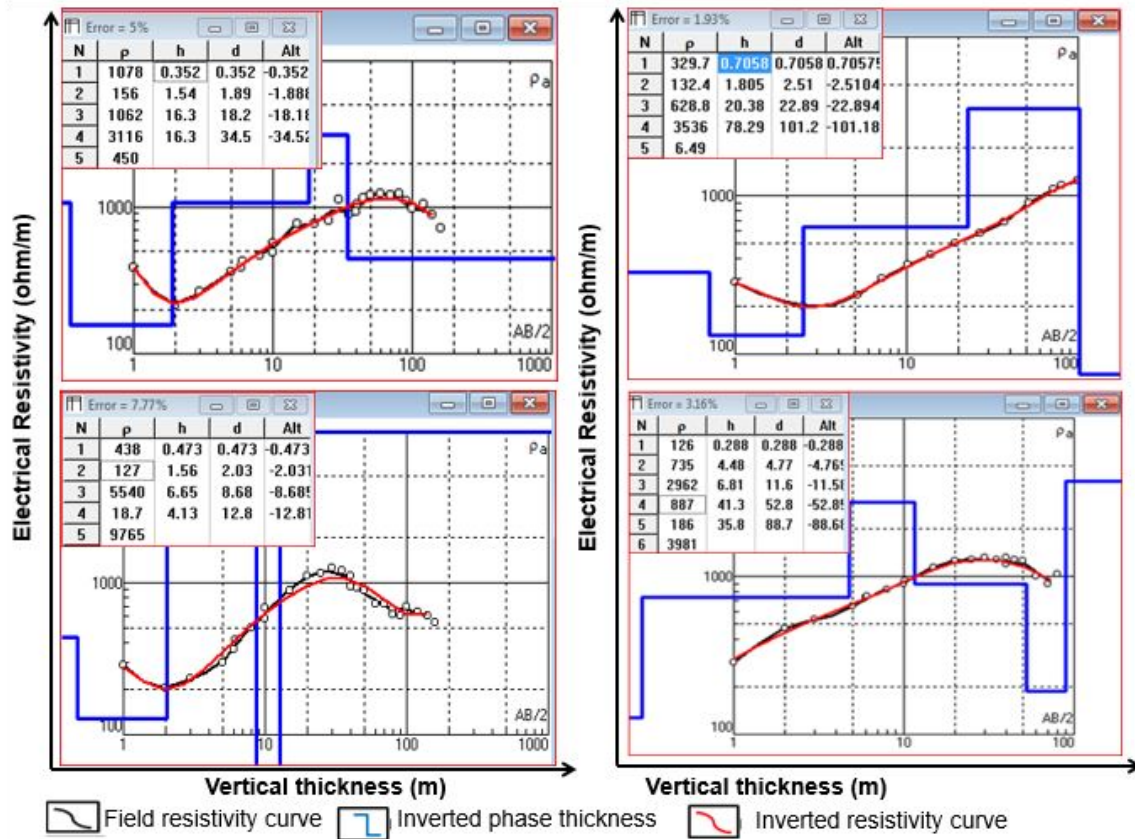 Electrical Resistivity (ohm/m)
Error = 5%
N ρ h d Alt
1 1078 0.352 0.352 -0.352
2 156 1.54 1.89 -1.888
3 1062 16.3 18.2 -18.18
4 3116 16.3 34.5 -34.52
5 450
ρa
1000
100
AB/2
1 10 100 1000
Electrical Resistivity (ohm/m)
Error = 1.93%
N ρ h d Alt
1 329.7 0.7058 0.7058 0.70575
2 132.4 1.805 2.51 -2.5104
3 628.8 20.38 22.89 -22.894
4 3536 78.29 101.2 -101.18
5 6.49
ρa
1000
100
AB/2
1 10 100
Error = 7.77%
N ρ h d Alt
1 438 0.473 0.473 -0.473
2 127 1.56 2.03 -2.031
3 5540 6.65 8.68 -8.685
4 18.7 4.13 12.8 -12.81
5 9765
ρa
1000
100
AB/2
1 10 100 1000
Error = 3.16%
N ρ h d Alt
1 126 0.288 0.288 -0.288
2 735 4.48 4.77 -4.765
3 2962 6.81 11.6 -11.58
4 887 41.3 52.8 -52.85
5 186 35.8 88.7 -88.68
6 3981
ρa
1000
100
AB/2
1 10 100
Vertical thickness (m)
Vertical thickness (m)
Field resistivity curve
Inverted phase thickness
Inverted resistivity curve